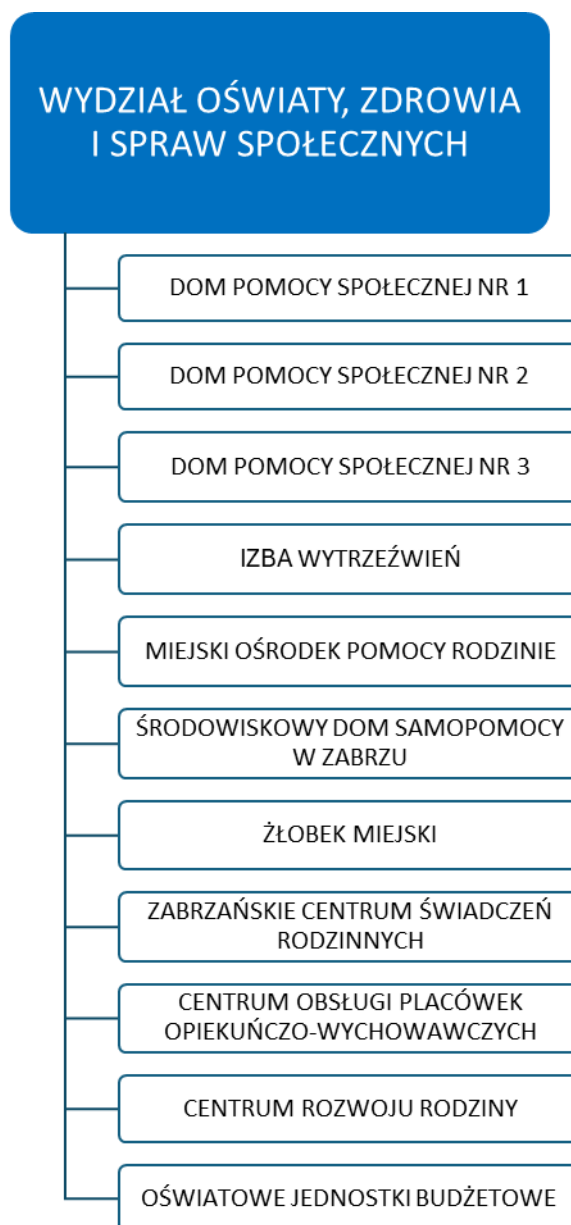 WYDZIAŁ OŚWIATY, ZDROWIA
I SPRAW SPOŁECZNYCH
DOM POMOCY SPOŁECZNEJ NR 1
DOM POMOCY SPOŁECZNEJ NR 2
DOM POMOCY SPOŁECZNEJ NR 3
IZBA WYTRZEŹWIEŃ
MIEJSKI OŚRODEK POMOCY RODZINIE
ŚRODOWISKOWY DOM SAMOPOMOCY
W ZABRZU
ŻŁOBEK MIEJSKI
ZABRZAŃSKIE CENTRUM ŚWIADCZEŃ
RODZINNYCH
CENTRUM OBSŁUGI PLACÓWEK
OPIEKUŃCZO-WYCHOWAWCZYCH
CENTRUM ROZWOJU RODZINY
OŚWIATOWE JEDNOSTKI BUDŻETOWE